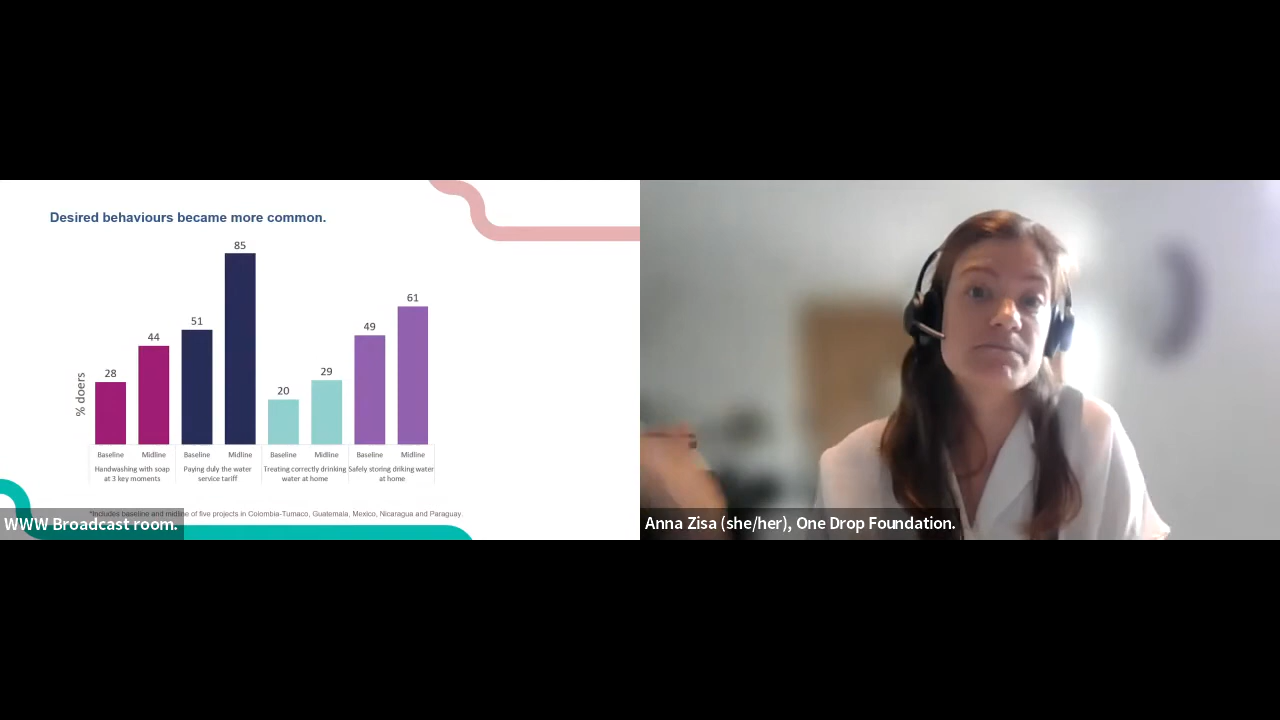 Desired behaviours became more common.
85
61
51
49
44
28
29
20
% doers
Baseline Midline Baseline Midline Baseline Midline Baseline Midline
Handwashing with soap
at 3 key moments
Paying duly the water
service tariff
Treating correctly drinking
water at home
Safely storing driking water
at home
*Includes baseline and midline of five projects in Colombia-Tumaco, Guatemala, Mexico, Nicaragua and Paraguay.
WWW Broadcast room.
Anna Zisa (she/her), One Drop Foundation.